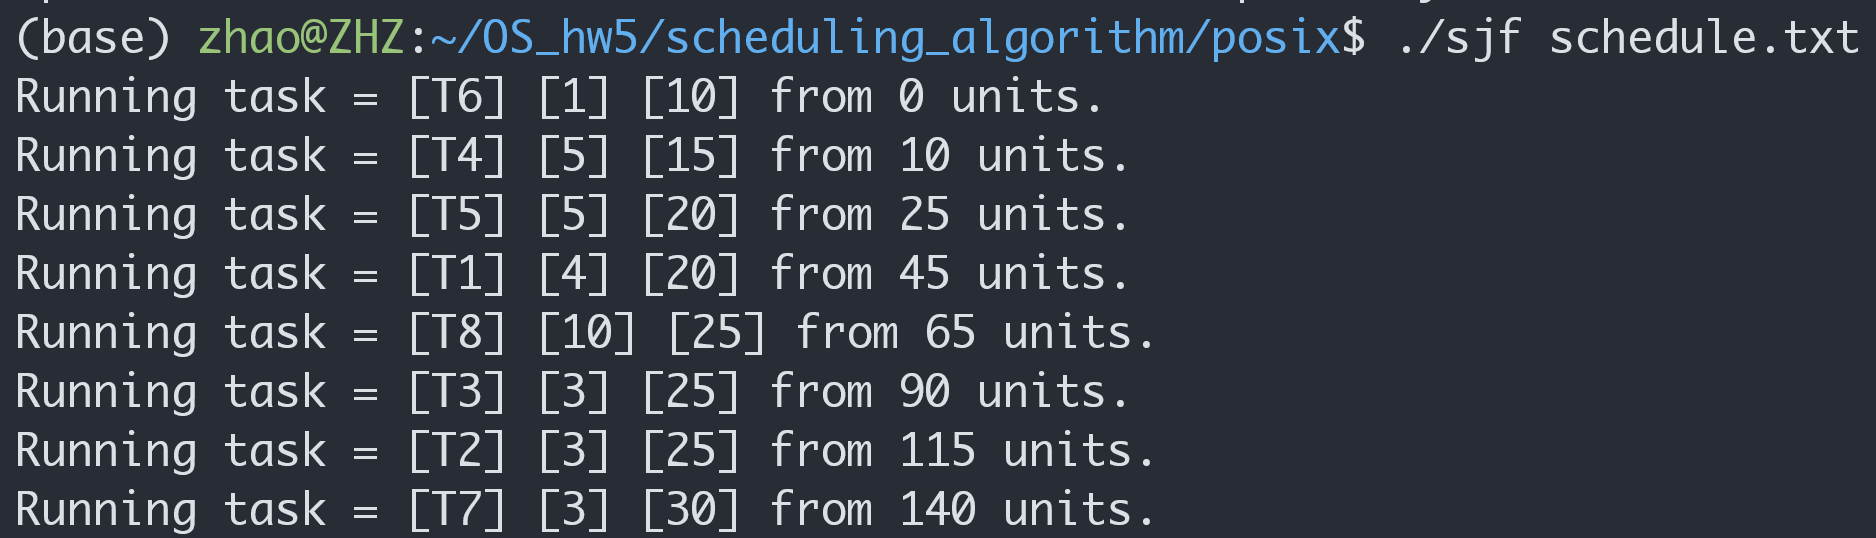 (base) zhao@ZHZ:~/OS_hw5/scheduling_algorithm/posix$ ./sjf schedule.txt
Running task = [T6] [1] [10] from 0 units.
Running task = [T4] [5] [15] from 10 units.
Running task = [T5] [5] [20] from 25 units.
Running task = [T1] [4] [20] from 45 units.
Running task = [T8] [10] [25] from 65 units.
Running task = [T3] [3] [25] from 90 units.
Running task = [T2] [3] [25] from 115 units.
Running task = [T7] [3] [30] from 140 units.